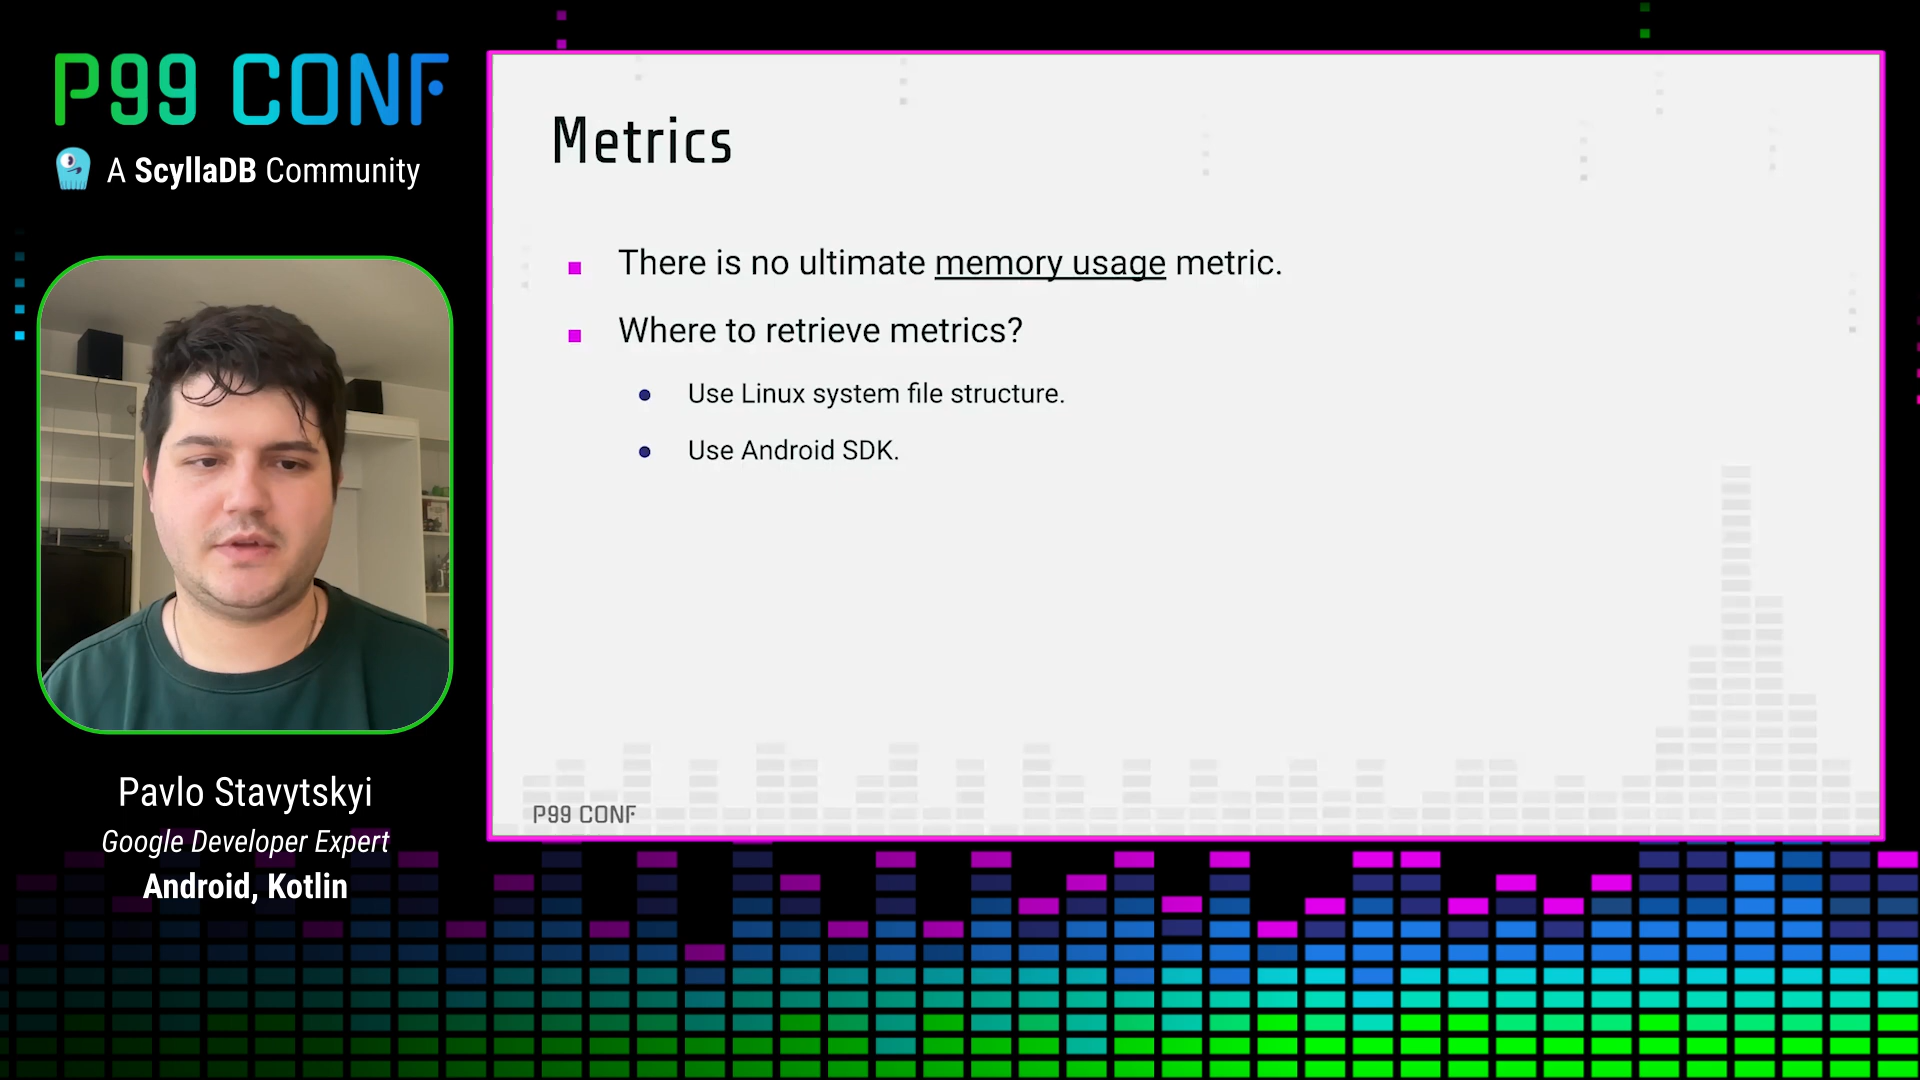 P99 CONF
A ScyllaDB Community
Pavlo Stavytskyi
Google Developer Expert
Android, Kotlin
Metrics
There is no ultimate memory usage metric.
Where to retrieve metrics?
Use Linux system file structure.
Use Android SDK.
P99 CONF